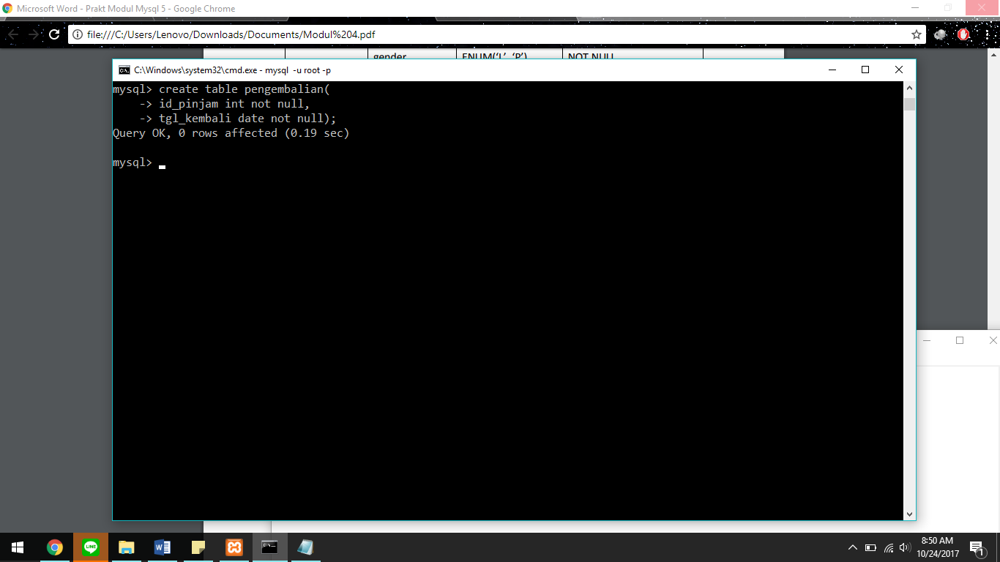 Microsoft Word - Prakt Modul Mysql 5 - Google Chrome
file:///C:/Users/Lenovo/Downloads/Documents/Modul%204.pdf
gender ENUM('L', 'P') NOT NULL
C:\Windows\system32\cmd.exe - mysql -u root -p
mysql> create table pengembalian(
-> id_pinjam int not null,
-> tgl_kembali date not null);
Query OK, 0 rows affected (0.19 sec)
mysql>
LINE
8:50 AM
10/24/2017
1